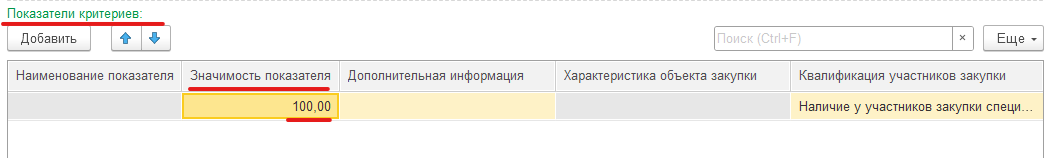 Показатели критериев:
Добавить
Поиск (Ctrl+F)
×
Еще
Наименование показателя Значимость показателя Дополнительная информация Характеристика объекта закупки Квалификация участников закупки
100,00 Наличие у участников закупки специ...